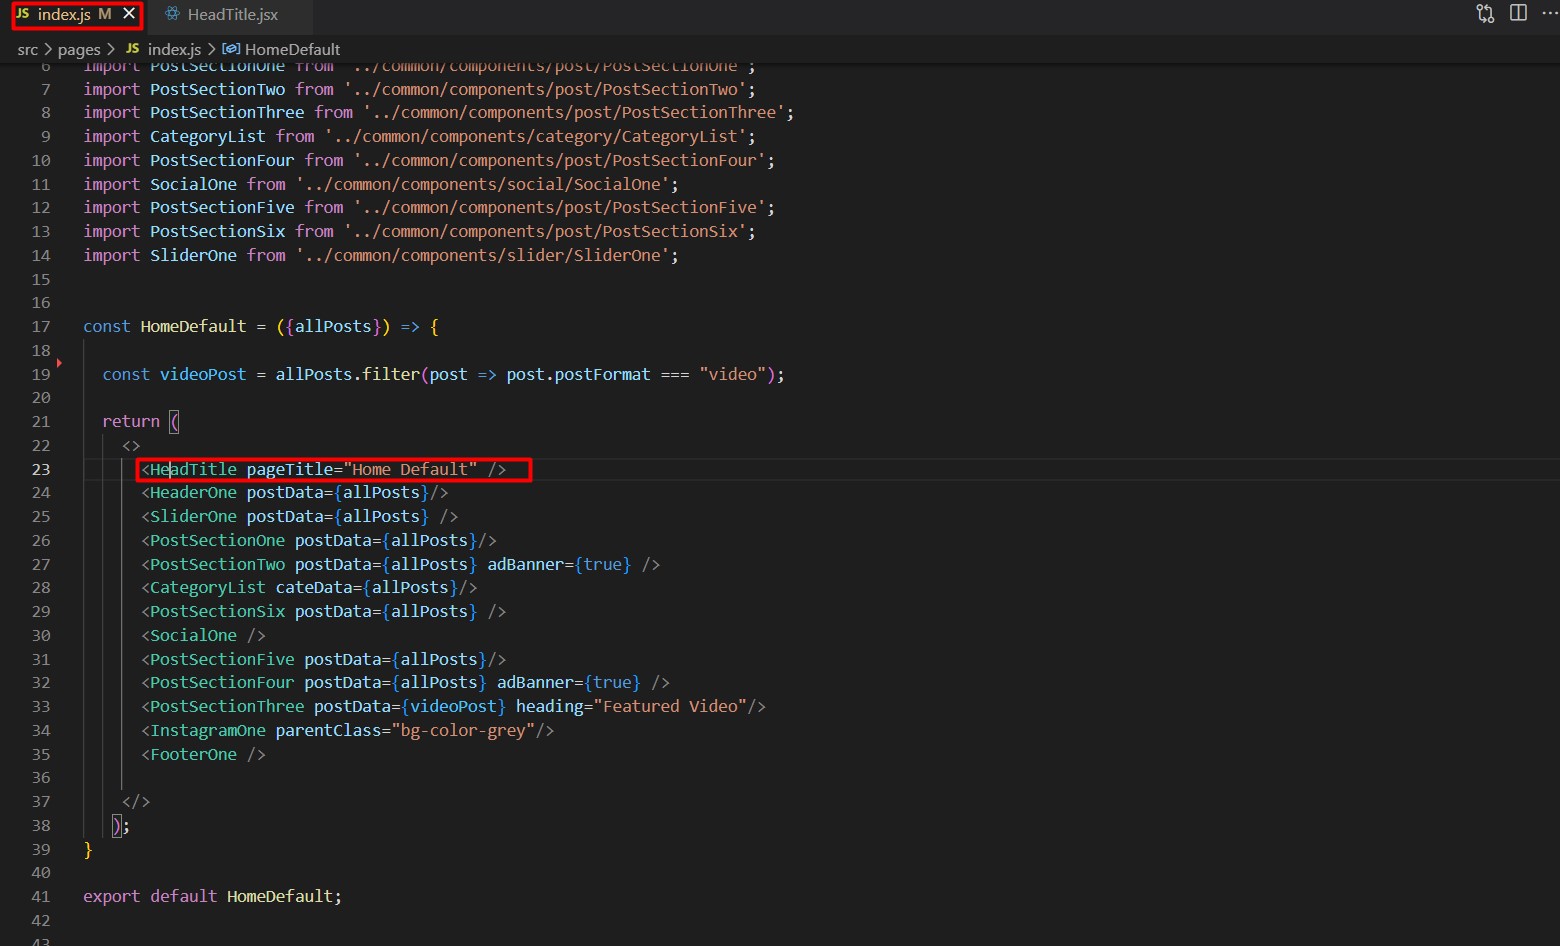 JS index.js M × HeadTitle.jsx
src > pages > JS index.js > HomeDefault
6 import PostSectionOne from '../common/components/post/PostSectionOne';
7 import PostSectionTwo from '../common/components/post/PostSectionTwo';
8 import PostSectionThree from '../common/components/post/PostSectionThree';
9 import CategoryList from '../common/components/category/CategoryList';
10 import PostSectionFour from '../common/components/post/PostSectionFour';
11 import SocialOne from '../common/components/social/SocialOne';
12 import PostSectionFive from '../common/components/post/PostSectionFive';
13 import PostSectionSix from '../common/components/post/PostSectionSix';
14 import SliderOne from '../common/components/slider/SliderOne';
15
16
17 const HomeDefault = ({allPosts}) => {
18
19 const videoPost = allPosts.filter(post => post.postFormat === "video");
20
21 return (
22 <>
23 <HeadTitle pageTitle="Home Default" />
24 <HeaderOne postData={allPosts}/>
25 <SliderOne postData={allPosts} />
26 <PostSectionOne postData={allPosts}/>
27 <PostSectionTwo postData={allPosts} adBanner={true} />
28 <CategoryList cateData={allPosts}/>
29 <PostSectionSix postData={allPosts} />
30 <SocialOne />
31 <PostSectionFive postData={allPosts}/>
32 <PostSectionFour postData={allPosts} adBanner={true} />
33 <PostSectionThree postData={videoPost} heading="Featured Video"/>
34 <InstagramOne parentClass="bg-color-grey"/>
35 <FooterOne />
36
37 </>
38 );
39 }
40
41 export default HomeDefault;
42
43